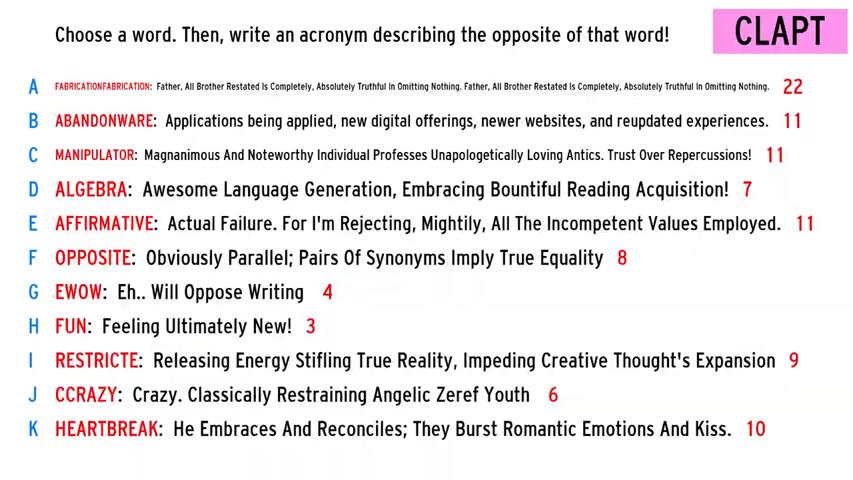 Choose a word. Then, write an acronym describing the opposite of that word!
CLAPT
A FABRICATIONFABRICATION: Father, All Brother Restated Is Completely, Absolutely Truthful In Omitting Nothing. Father, All Brother Restated Is Completely, Absolutely Truthful In Omitting Nothing. 22
B ABANDONWARE: Applications being applied, new digital offerings, newer websites, and reupdated experiences. 11
C MANIPULATOR: Magnanimous And Noteworthy Individual Professes Unapologetically Loving Antics. Trust Over Repercussions! 11
D ALGEBRA: Awesome Language Generation, Embracing Bountiful Reading Acquisition! 7
E AFFIRMATIVE: Actual Failure. For I'm Rejecting, Mightily, All The Incompetent Values Employed. 11
F OPPOSITE: Obviously Parallel; Pairs Of Synonyms Imply True Equality 8
G EWOW: Eh.. Will Oppose Writing 4
H FUN: Feeling Ultimately New! 3
I RESTRICTE: Releasing Energy Stifling True Reality, Impeding Creative Thought's Expansion 9
J CCRAZY: Crazy. Classically Restraining Angelic Zeref Youth 6
K HEARTBREAK: He Embraces And Reconciles; They Burst Romantic Emotions And Kiss. 10